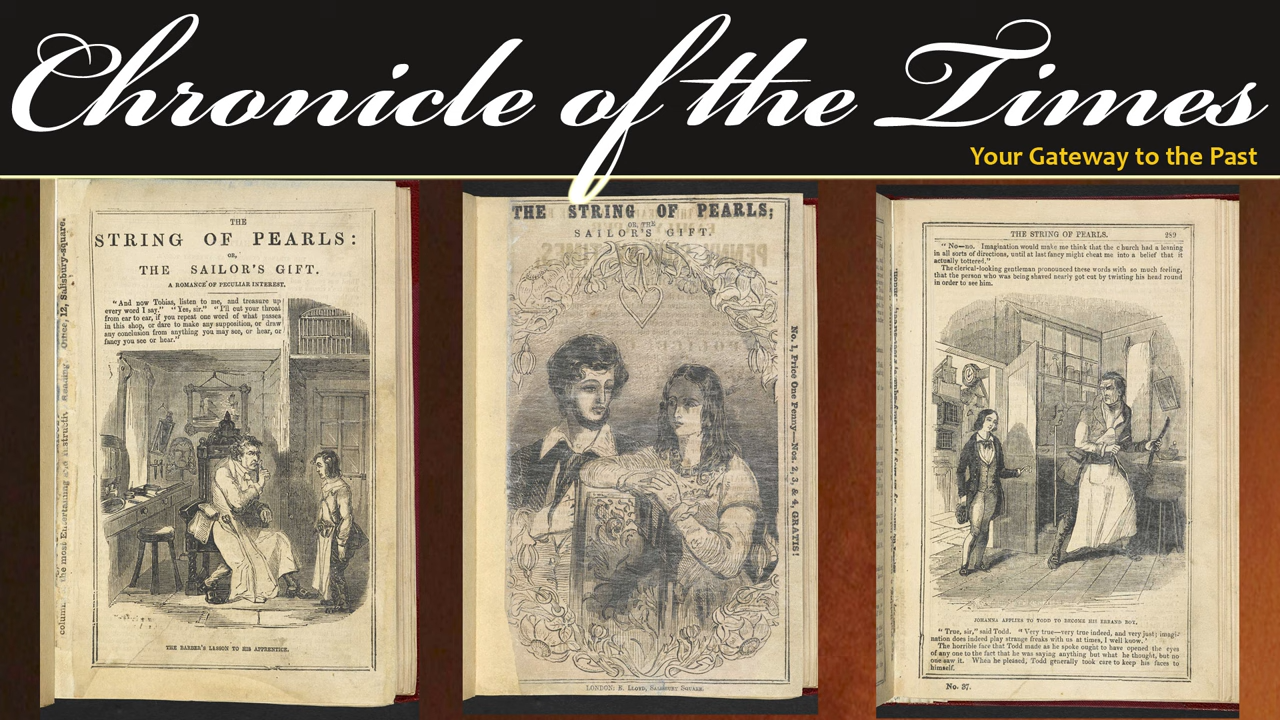 Chronicle of the Times
Your Gateway to the Past
THE
STRING OF PEARLS:
OR,
THE SAILOR'S GIFT.
A ROMANCE OF PECULIAR INTEREST.
"And now Tobias, listen to me, and treasure up
every word I say." "Yes, sir." "I'll cut your throat
from ear to ear, if you repeat one word of what passes
in this shop, or dare to make any supposition, or draw
any conclusion from anything you may see, or hear, or
fancy you see or hear."
THE BARBER'S LESSON TO HIS APPRENTICE.
column. the most Entertaining and Reading. Office, 12, Salisbury-square.
THE STRING OF PEARLS;
OR, THE
SAILOR'S GIFT.
No. 1, Price One Penny—Nos. 2, 3, & 4, GRATIS!
LONDON: E. LLOYD, SALISBURY SQUARE.
THE STRING OF PEARLS. 289
"No—no. Imagination would make me think that the church had a leaning
in all sorts of directions, until at last fancy might cheat me into a belief that it
actually tottered."
The clerical-looking gentleman pronounced these words with so much feeling,
that the person who was being shaved nearly got cut by twisting his head round
in order to see him.
JOHANNA APPLIES TO TODD TO BECOME HIS ERRAND BOY.
"True, sir," said Todd. "Very true—very true indeed, and very just; imagi-
nation does indeed play strange freaks with us at times, I well know."
The horrible face that Todd made as he spoke ought to have opened the eyes
of any one to the fact that he was saying anything but what he thought, but no
one saw it. When he pleased, Todd generally took care to keep his faces to
himself.
No. 37.